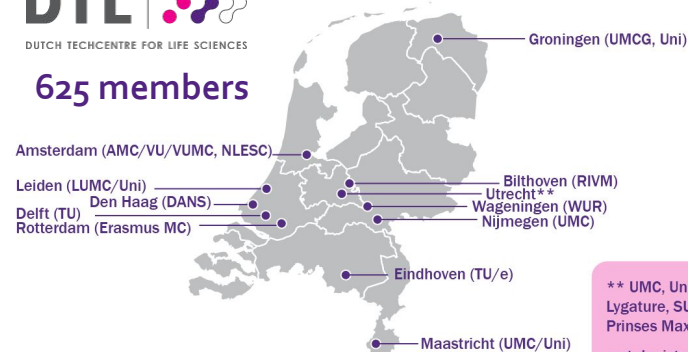 DTL
DUTCH TECHCENTRE FOR LIFE SCIENCES
625 members
Groningen (UMCG, Uni)
Amsterdam (AMC/VU/VUMC, NLESC)
Leiden (LUMC/Uni)
Den Haag (DANS)
Delft (TU)
Rotterdam (Erasmus MC)
Bilthoven (RIVM)
Utrecht**
Wageningen (WUR)
Nijmegen (UMC)
Eindhoven (TU/e)
Maastricht (UMC/Uni)
** UMC, Un
Lygature, SU
Prinses Max